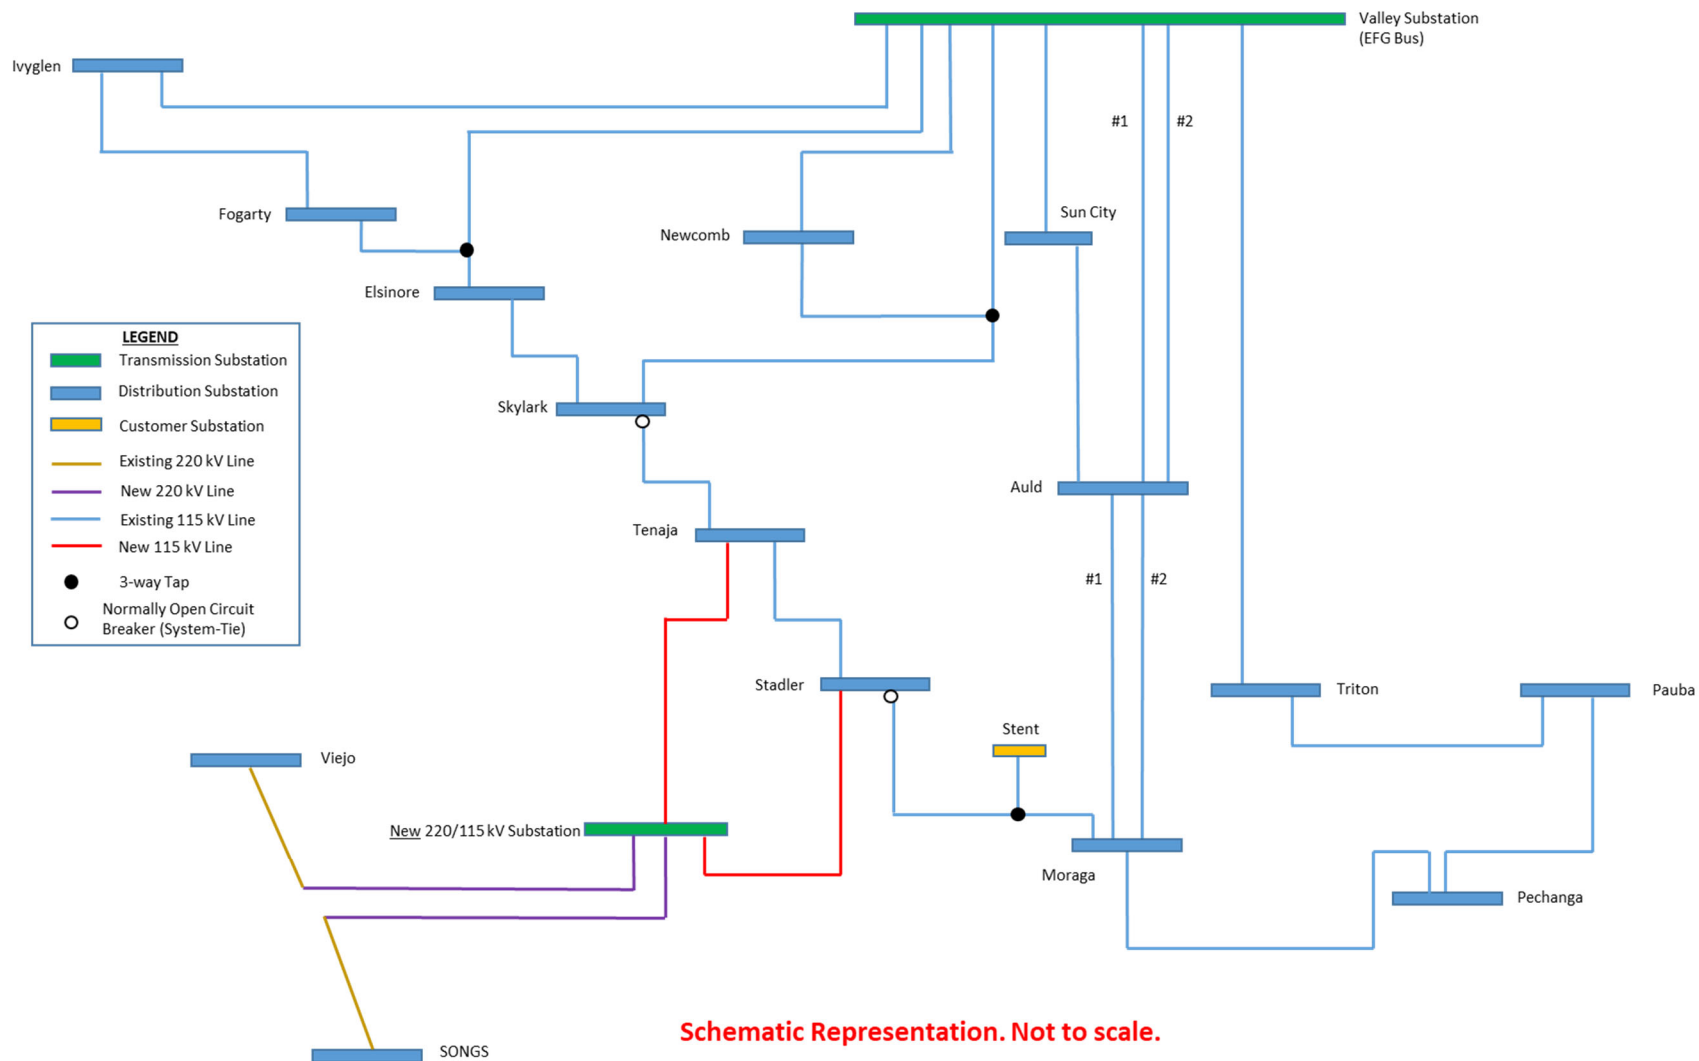 Valley Substation
(EFG Bus)
Ivyglen
#1
#2
Fogarty
Sun City
Newcomb
Elsinore
LEGEND
Transmission Substation
Distribution Substation
Customer Substation
Existing 220 kV Line
New 220 kV Line
Existing 115 kV Line
New 115 kV Line
3-way Tap
Normally Open Circuit
Breaker (System-Tie)
Skylark
Auld
Tenaja
#1
#2
Stadler
Triton
Pauba
Stent
Viejo
New 220/115 kV Substation
Moraga
Pechanga
Schematic Representation. Not to scale.
SONGS